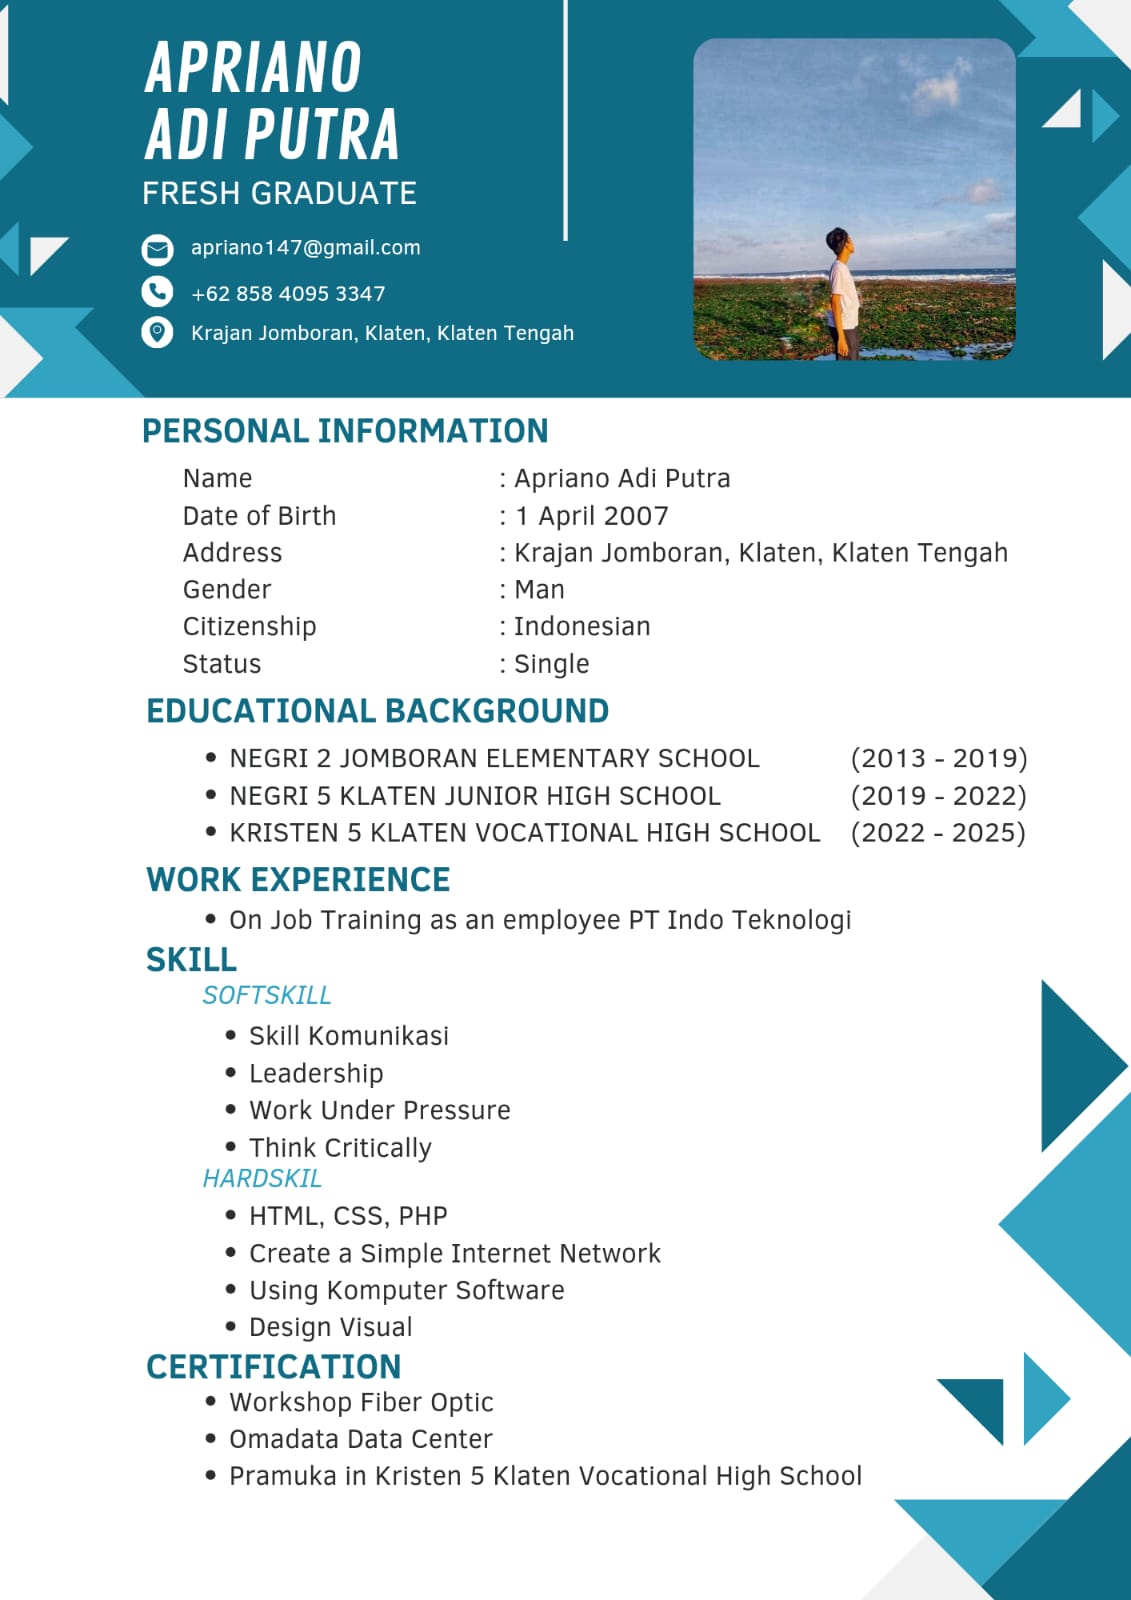 APRIANO
ADI PUTRA
FRESH GRADUATE
apriano147@gmail.com
+62 858 4095 3347
Krajan Jomboran, Klaten, Klaten Tengah
PERSONAL INFORMATION
Name : Apriano Adi Putra
Date of Birth : 1 April 2007
Address : Krajan Jomboran, Klaten, Klaten Tengah
Gender : Man
Citizenship : Indonesian
Status : Single
EDUCATIONAL BACKGROUND
• NEGRI 2 JOMBORAN ELEMENTARY SCHOOL (2013 - 2019)
• NEGRI 5 KLATEN JUNIOR HIGH SCHOOL (2019 - 2022)
• KRISTEN 5 KLATEN VOCATIONAL HIGH SCHOOL (2022 - 2025)
WORK EXPERIENCE
• On Job Training as an employee PT Indo Teknologi
SKILL
SOFTSKILL
• Skill Komunikasi
• Leadership
• Work Under Pressure
• Think Critically
HARDSKIL
• HTML, CSS, PHP
• Create a Simple Internet Network
• Using Komputer Software
• Design Visual
CERTIFICATION
• Workshop Fiber Optic
• Omadata Data Center
• Pramuka in Kristen 5 Klaten Vocational High School